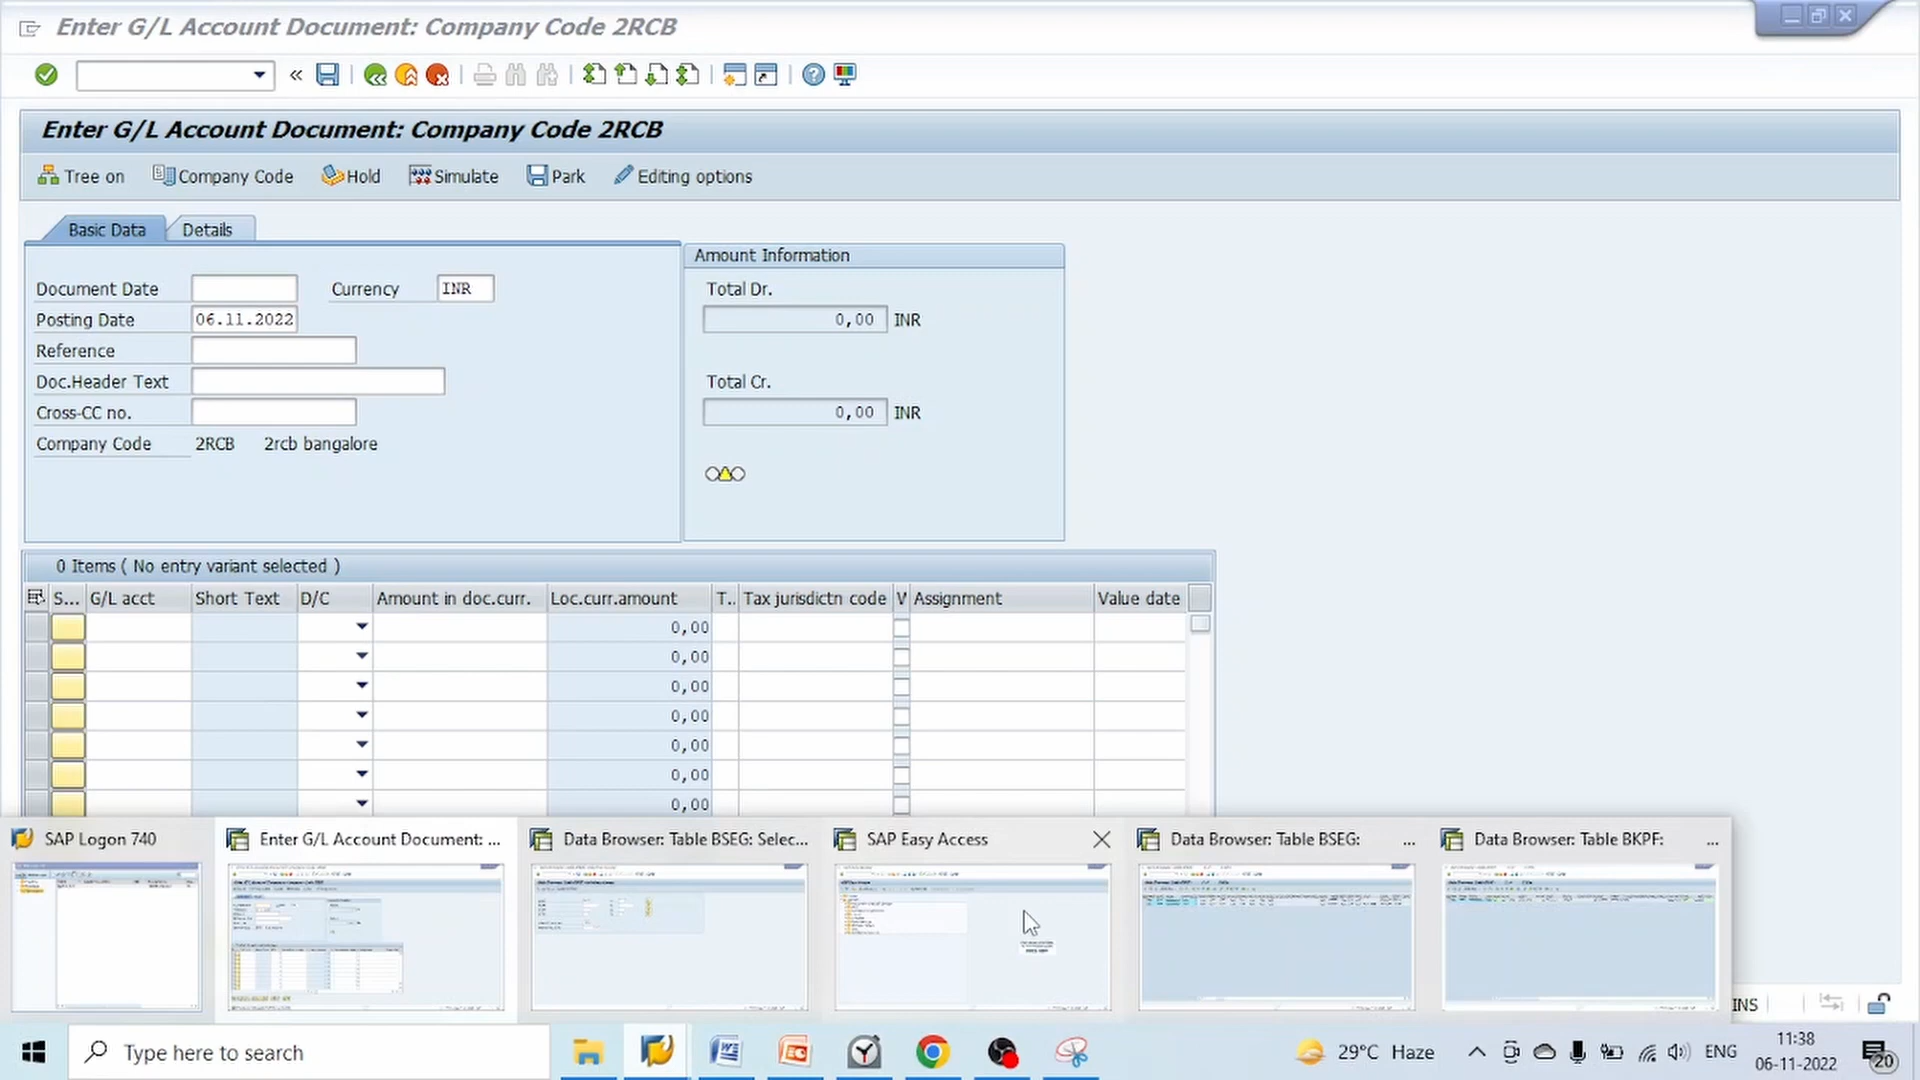 Enter G/L Account Document: Company Code 2RCB
Enter G/L Account Document: Company Code 2RCB
Tree on Company Code Hold Simulate Park Editing options
Basic Data Details
Amount Information
Document Date Currency INR
Total Dr.
Posting Date 06.11.2022
0,00 INR
Reference
Doc.Header Text
Total Cr.
Cross-CC no.
0,00 INR
Company Code 2RCB 2rcb bangalore
0 Items ( No entry variant selected )
S... G/L acct Short Text D/C Amount in doc.curr. Loc.curr.amount T.. Tax jurisdictn code V Assignment Value date
0,00
0,00
0,00
0,00
0,00
0,00
0,00
SAP Logon 740 Enter G/L Account Document: ... Data Browser: Table BSEG: Selec... SAP Easy Access Data Browser: Table BSEG: ... Data Browser: Table BKPF: ...
INS
Type here to search
29°C Haze
ENG
11:38
06-11-2022
20